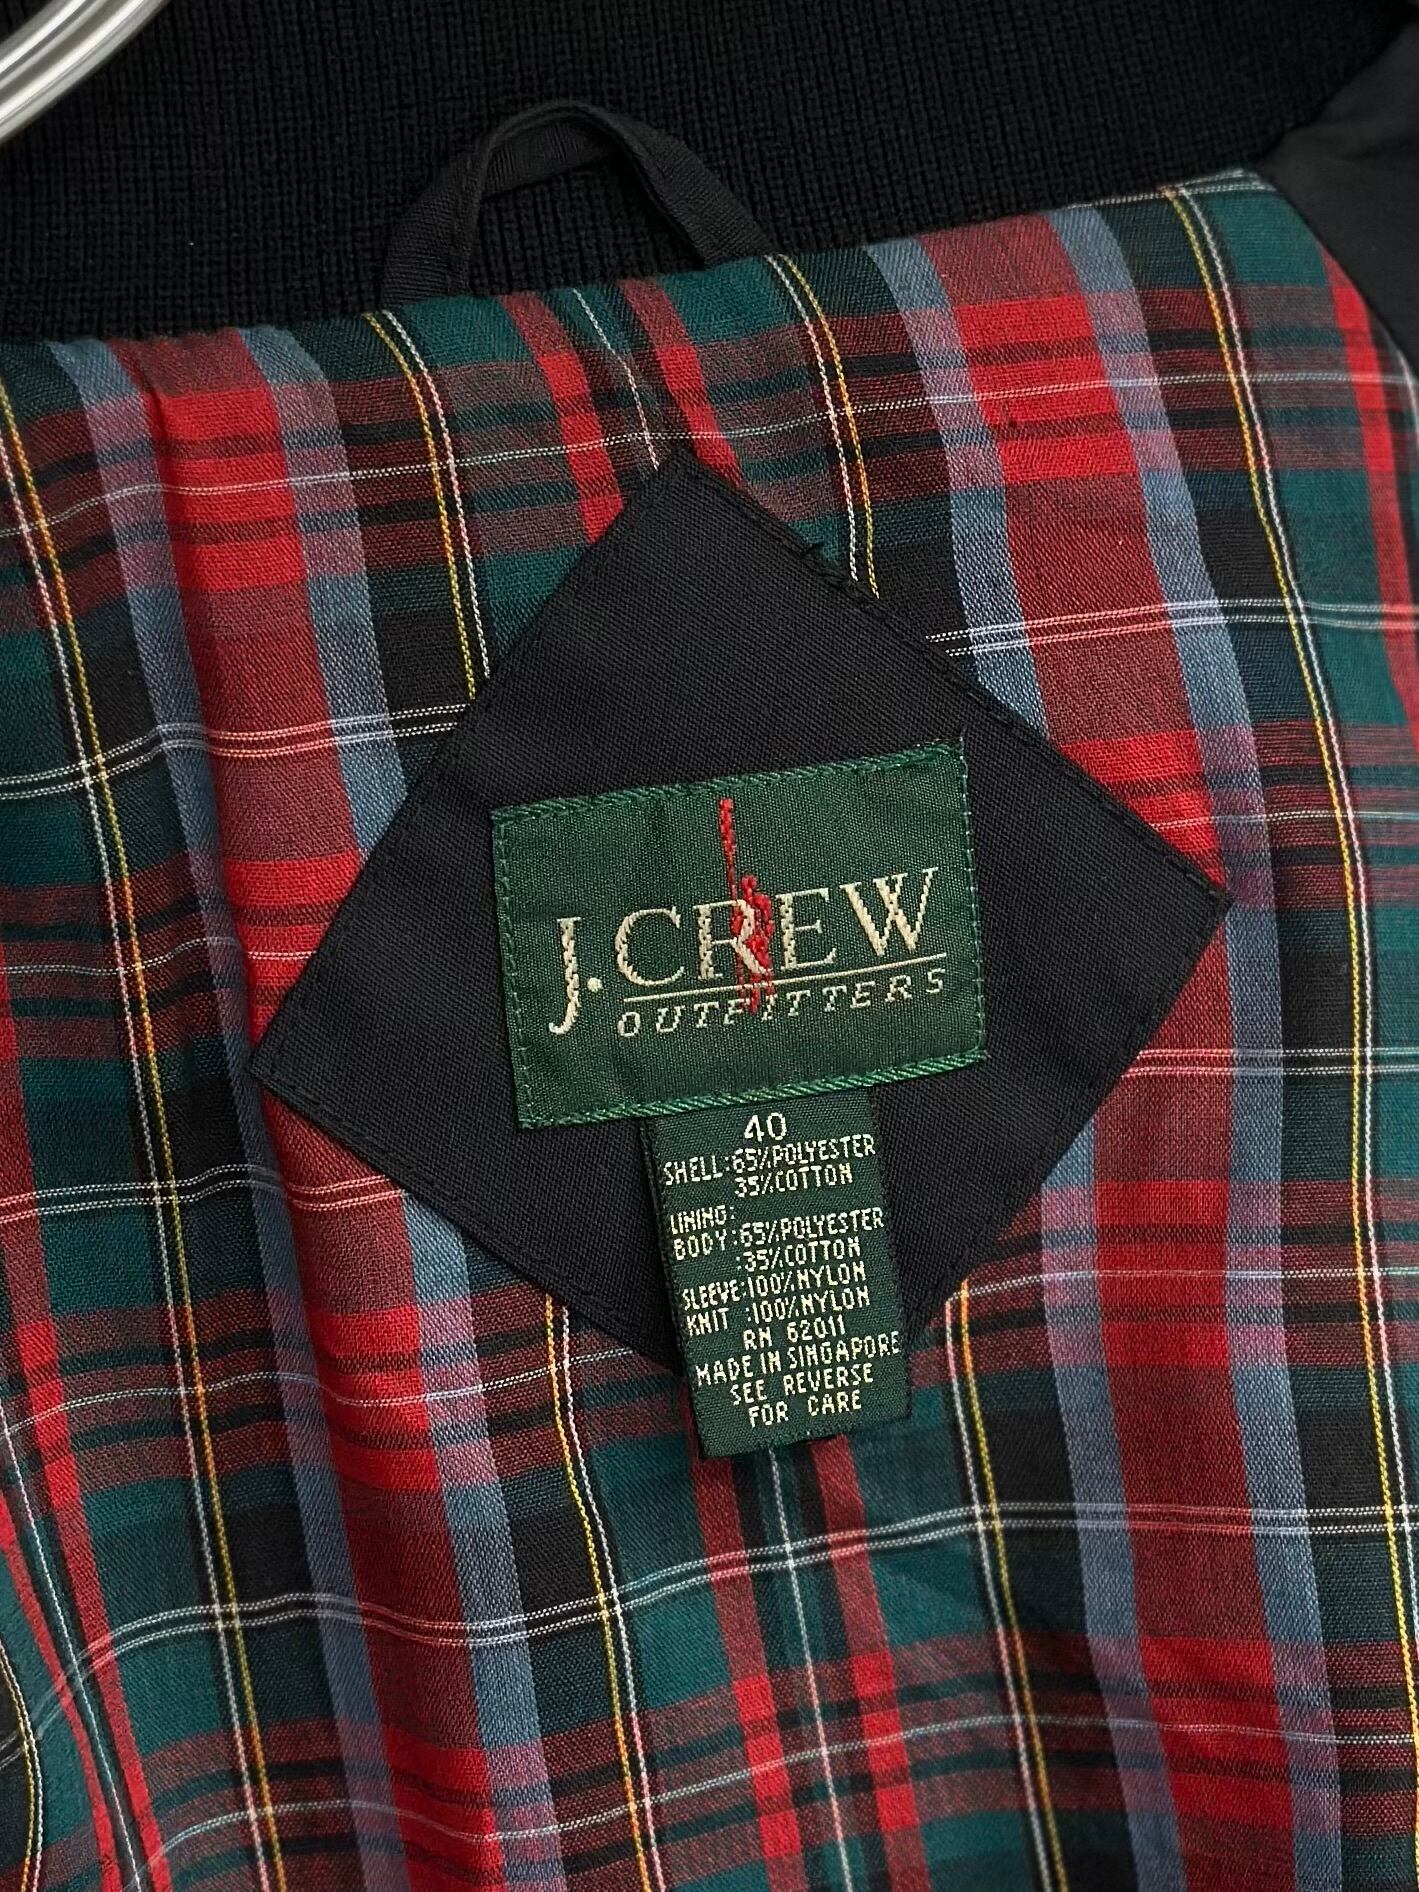 J.CREW
OUTFITTERS
40
SHELL:65%POLYESTER
35%COTTON
LINING:
BODY:65%POLYESTER
:35%COTTON
SLEEVE:100%NYLON
KNIT :100%NYLON
RN 62011
MADE IN SINGAPORE
SEE REVERSE
FOR CARE